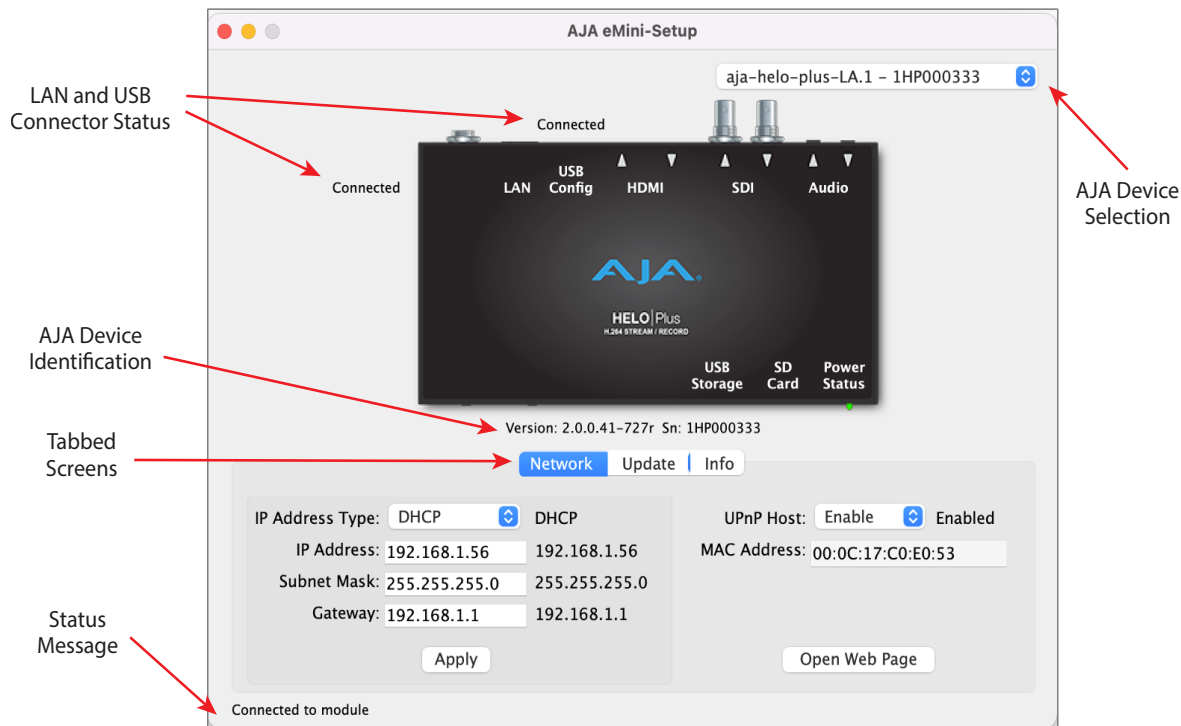 AJA eMini-Setup
aja-helo-plus-LA.1 – 1HP000333
LAN and USB
Connector Status
Connected
Connected
USB
LAN Config HDMI SDI Audio
AJA Device
Selection
AJA.
HELO|Plus
H.264 STREAM / RECORD
AJA Device
Identification
USB SD Power
Storage Card Status
Version: 2.0.0.41-727r Sn: 1HP000333
Tabbed
Screens
Network Update Info
IP Address Type: DHCP DHCP
UPnP Host: Enable Enabled
IP Address: 192.168.1.56 192.168.1.56
MAC Address: 00:0C:17:C0:E0:53
Subnet Mask: 255.255.255.0 255.255.255.0
Gateway: 192.168.1.1 192.168.1.1
Status
Message
Apply
Open Web Page
Connected to module